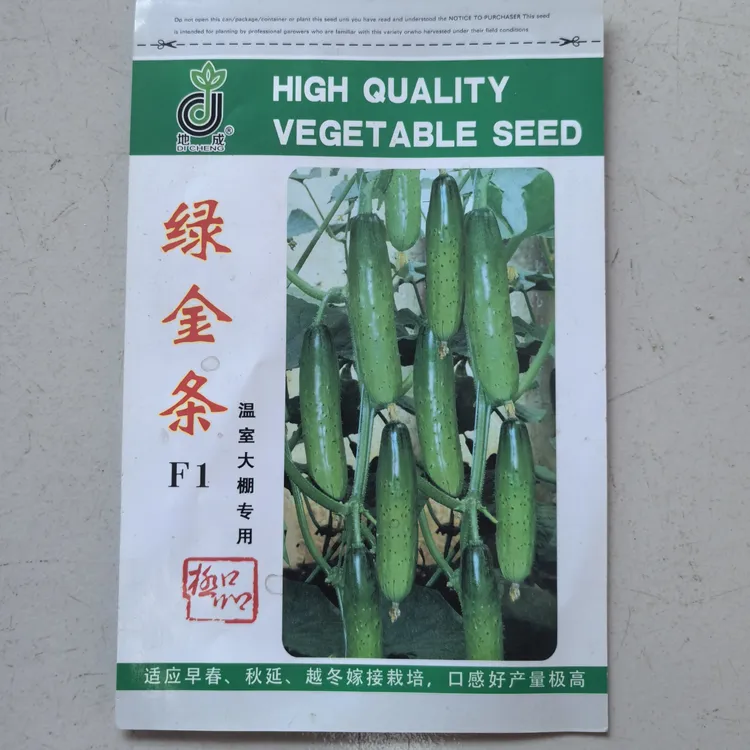 Do not open this can/package/container or plant this seed unk you have read and understood the NOTICE TO PURCHASER This seed
is intended for planting by professional garowers who are familiar with this variety orwho harvested under their field conditions
地成®
DI CHENG
HIGH QUALITY
VEGETABLE SEED
绿金条
F1
温室大棚专用
极品
适应早春、秋延、越冬嫁接栽培，口感好产量极高